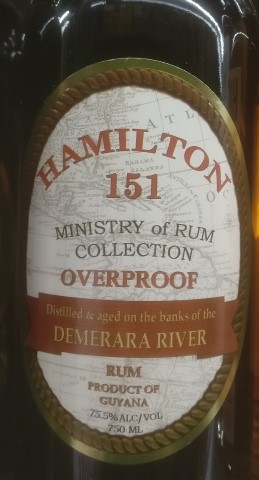 HAMILTON
151
MINISTRY of RUM
COLLECTION
OVERPROOF
Distilled & aged on the banks of the
DEMERARA RIVER
RUM
PRODUCT OF
GUYANA
75.5% ALC/VOL
750 ML